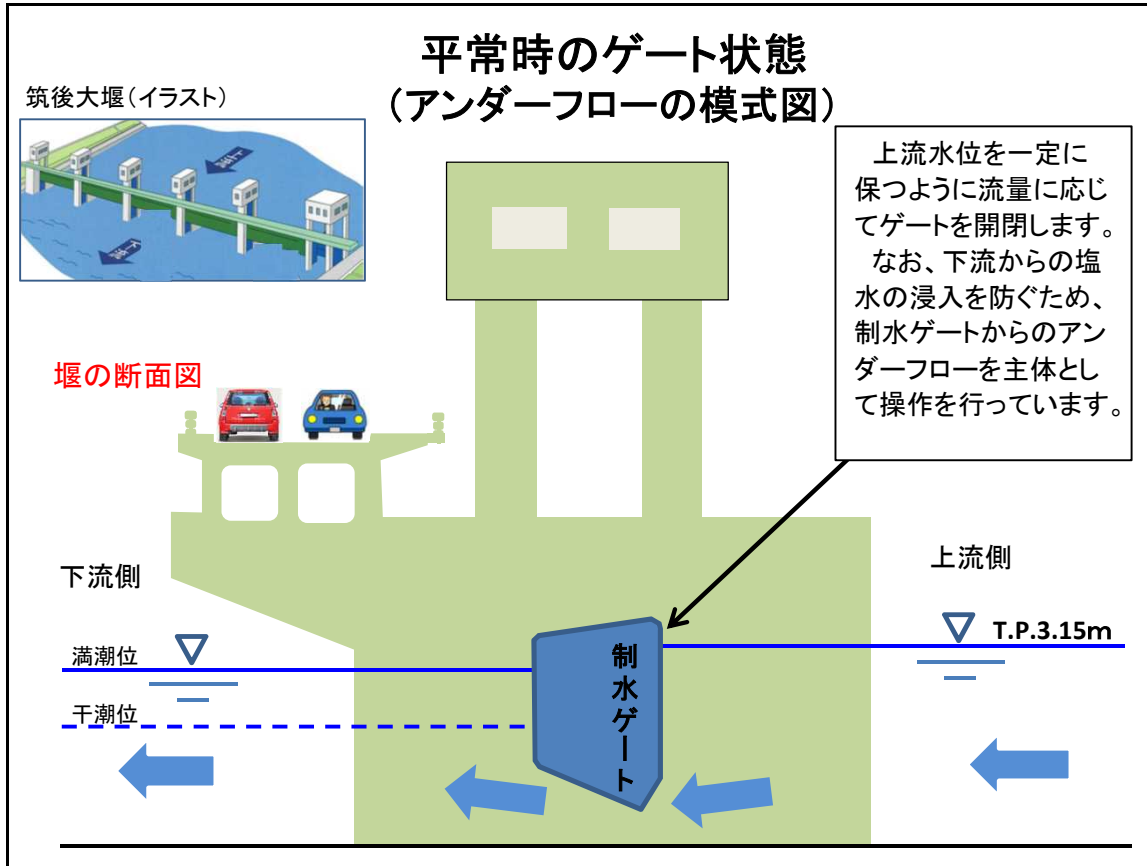 平常時のゲート状態
（アンダーフローの模式図）
筑後大堰（イラスト）
上流水位を一定に
保つように流量に応じ
てゲートを開閉します。
なお、下流からの塩
水の浸入を防ぐため、
制水ゲートからのアン
ダーフローを主体とし
て操作を行っています。
堰の断面図
下流側
上流側
T.P.3.15m
満潮位
干潮位
制水ゲート